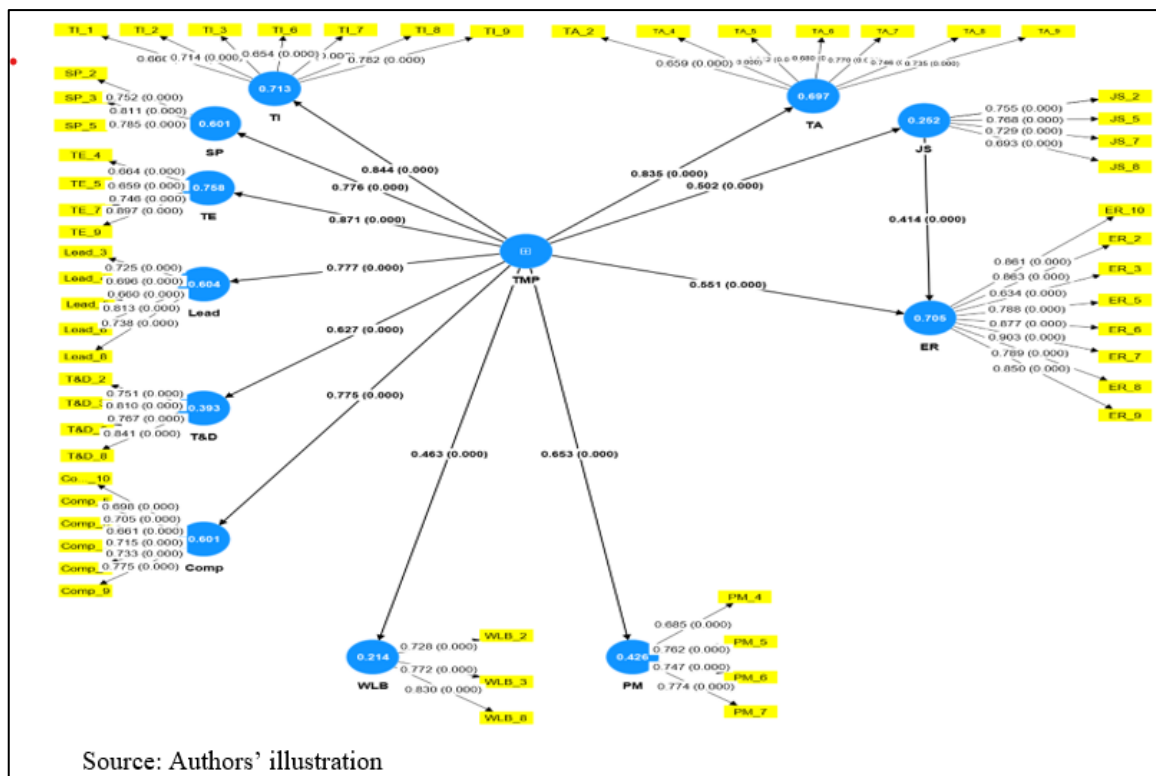 TI_1
TI_2
TI_3
TI_6
TI_7
TI_8
TI_9
0.714 (0.000)
0.654 (0.000)
0.782 (0.000)
0.713
TI
TA_2
TA_4
TA_5
TA_6
TA_7
TA_8
TA_9
0.659 (0.000)
0.735 (0.000)
0.697
TA
SP_2
SP_3
SP_5
0.752 (0.000)
0.811 (0.000)
0.785 (0.000)
0.601
SP
JS_2
JS_5
JS_7
JS_8
0.755 (0.000)
0.768 (0.000)
0.729 (0.000)
0.693 (0.000)
0.252
JS
TE_4
TE_5
TE_7
TE_9
0.664 (0.000)
0.659 (0.000)
0.746 (0.000)
0.697 (0.000)
0.758
TE
0.844 (0.000)
0.776 (0.000)
0.871 (0.000)
0.835 (0.000)
0.502 (0.000)
0.414 (0.000)
TMP
0.777 (0.000)
0.551 (0.000)
0.627 (0.000)
0.775 (0.000)
0.463 (0.000)
0.653 (0.000)
Lead_3
Lead_8
0.725 (0.000)
0.696 (0.000)
0.660 (0.000)
0.813 (0.000)
0.738 (0.000)
0.604
Lead
ER_10
ER_2
ER_3
ER_5
ER_6
ER_7
ER_8
ER_9
0.861 (0.000)
0.863 (0.000)
0.634 (0.000)
0.788 (0.000)
0.877 (0.000)
0.903 (0.000)
0.789 (0.000)
0.850 (0.000)
0.705
ER
T&D_2
T&D_3
T&D_8
0.751 (0.000)
0.810 (0.000)
0.767 (0.000)
0.841 (0.000)
0.393
T&D
Co..._10
Comp_9
0.698 (0.000)
0.705 (0.000)
0.661 (0.000)
0.715 (0.000)
0.733 (0.000)
0.775 (0.000)
0.601
Comp
WLB_2
WLB_3
WLB_8
0.728 (0.000)
0.772 (0.000)
0.830 (0.000)
0.214
WLB
PM_4
PM_5
PM_6
PM_7
0.685 (0.000)
0.762 (0.000)
0.747 (0.000)
0.774 (0.000)
0.426
PM
Source: Authors’ illustration